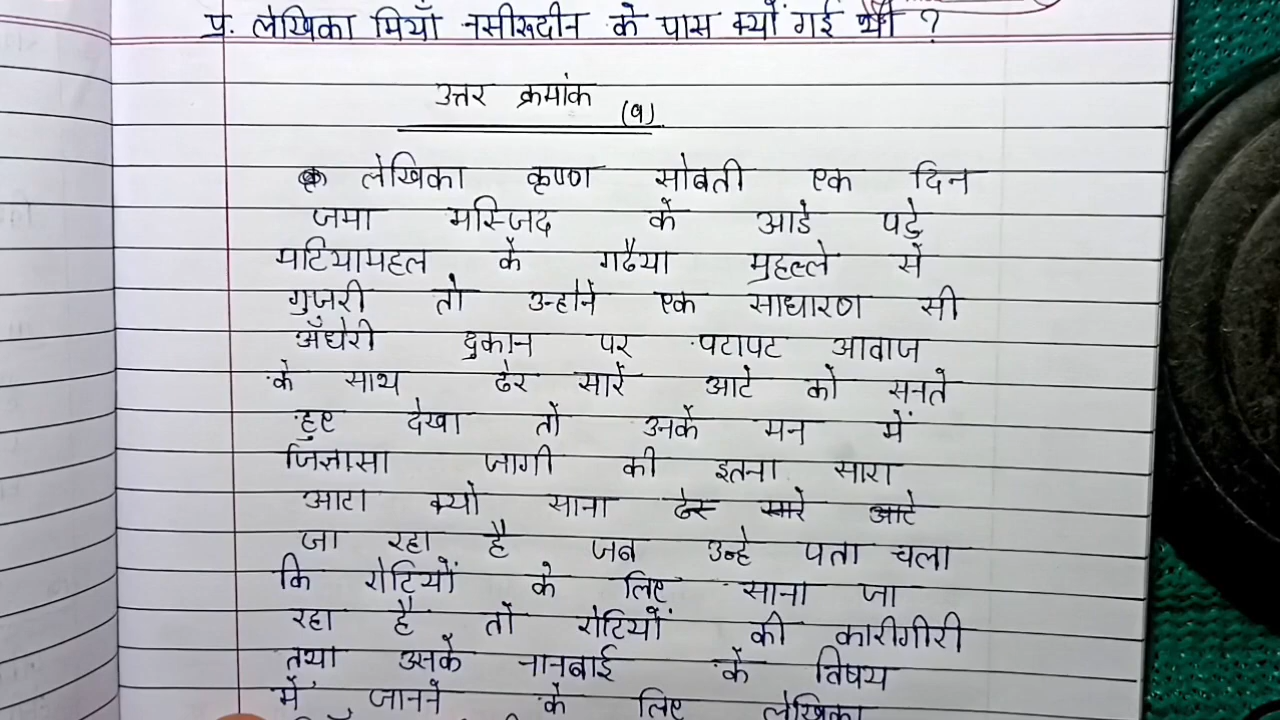 प्र. लेखिका मियाँ नसीरुदीन के पास क्यों गई थी ?
उत्तर क्रमांक (१)
लेखिका कृष्ण सोबती एक दिन
जमा मस्जिद के आडे पड़े
मटियामहल के गढैया मुहल्ले से
गुजरी तो उन्होने एक साधारण सी
अँधेरी दुकान पर पटापट आवाज
के साथ ढेर सारें आटे को सनते
हुए देखा तों उनकें मन में
जिज्ञासा जागी की इतना सारा
आटा क्यो साना ढेर सारे आटे
जा रहा है जब उन्हे पता चला
कि रोटियों के लिए साना जा
रहा है तों रोटियों की कारीगीरी
तथा उसकें नानबाई कें विषय
में जानने के लिए लेखिका